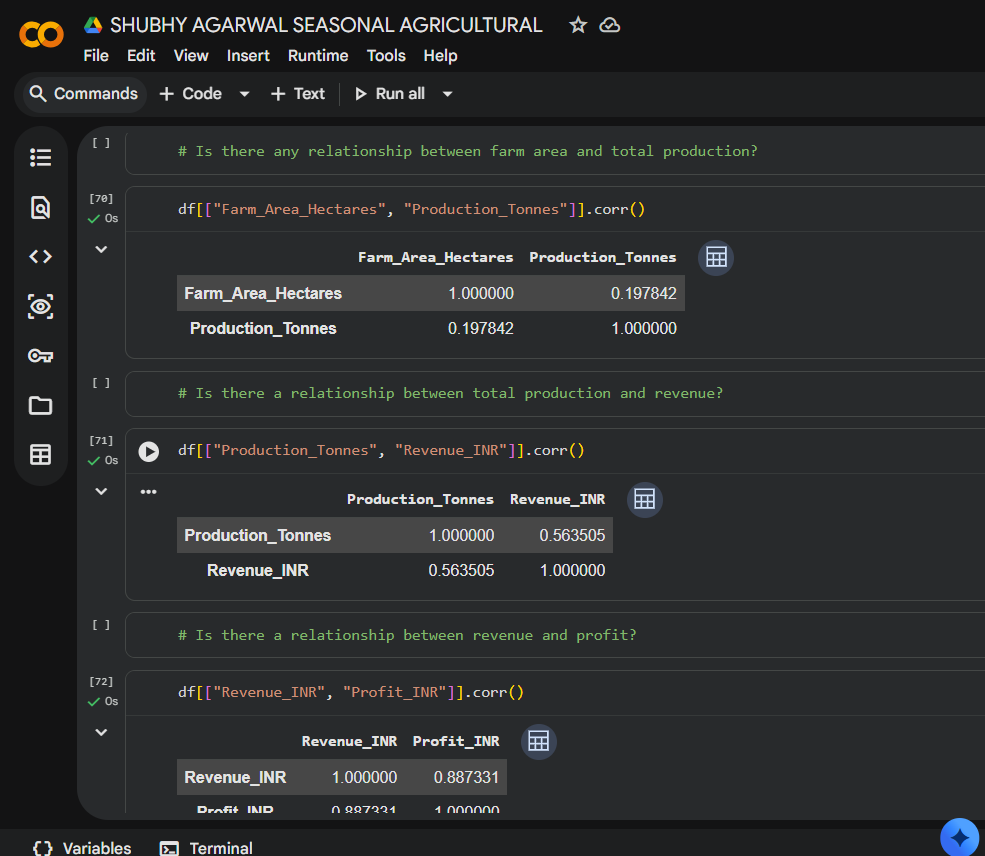 SHUBHY AGARWAL SEASONAL AGRICULTURAL
File Edit View Insert Runtime Tools Help
Commands + Code + Text Run all
[ ] # Is there any relationship between farm area and total production?
[70] df[["Farm_Area_Hectares", "Production_Tonnes"]].corr()
0s
Farm_Area_Hectares Production_Tonnes
Farm_Area_Hectares 1.000000 0.197842
Production_Tonnes 0.197842 1.000000
[ ] # Is there a relationship between total production and revenue?
[71] df[["Production_Tonnes", "Revenue_INR"]].corr()
0s
Production_Tonnes Revenue_INR
Production_Tonnes 1.000000 0.563505
Revenue_INR 0.563505 1.000000
[ ] # Is there a relationship between revenue and profit?
[72] df[["Revenue_INR", "Profit_INR"]].corr()
0s
Revenue_INR Profit_INR
Revenue_INR 1.000000 0.887331
Profit_INR 0.887331 1.000000
Variables Terminal